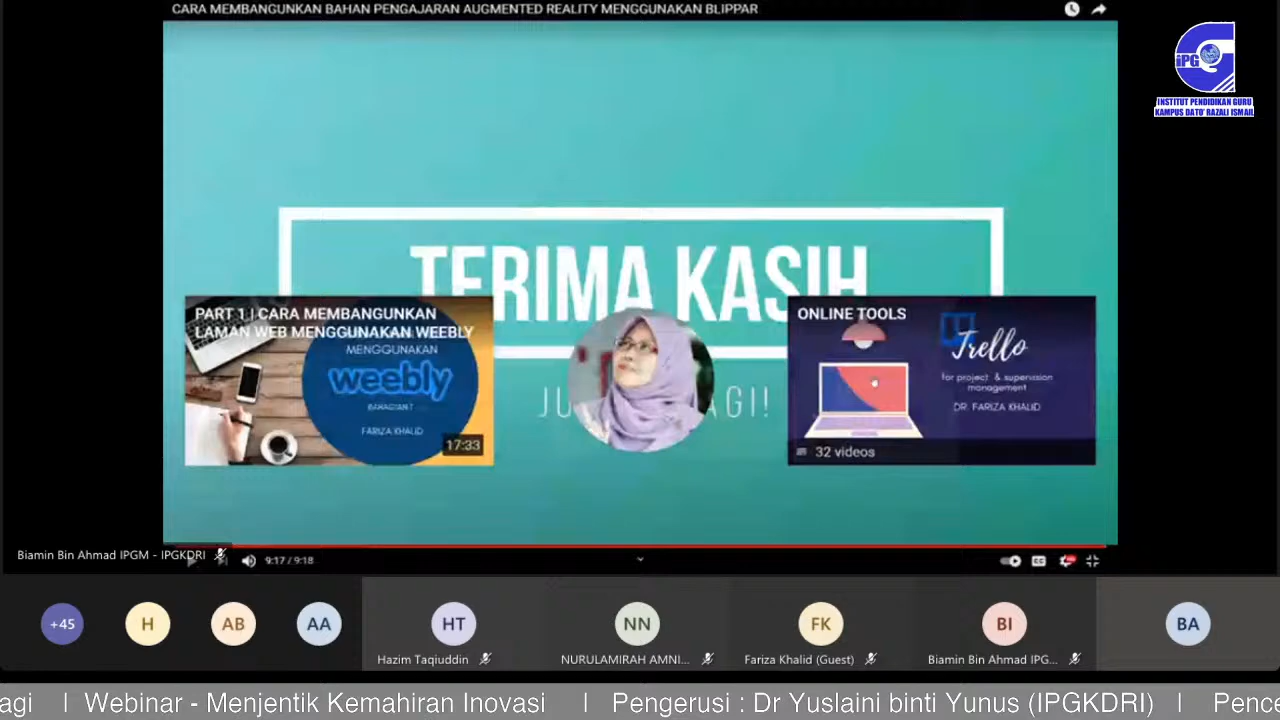 CARA MEMBANGUNKAN BAHAN PENGAJARAN AUGMENTED REALITY MENGGUNAKAN BLIPPAR
iPG
INSTITUT PENDIDIKAN GURU
KAMPUS DATO' RAZALI ISMAIL
TERIMA KASIH
PART 1 | CARA MEMBANGUNKAN
LAMAN WEB MENGGUNAKAN WEEBLY
MENGGUNAKAN
weebly
BAHAGIAN 1
FARIZA KHALID
17:33
AGI!
ONLINE TOOLS
Trello
for project & supervision
management
DR. FARIZA KHALID
32 videos
Biamin Bin Ahmad IPGM - IPGKDRI
9:17 / 9:18
CC
+45
H
AB
AA
HT
NN
FK
BI
BA
Hazim Taqiuddin
NURULAMIRAH AMNI...
Fariza Khalid (Guest)
Biamin Bin Ahmad IPG...
agi I Webinar - Menjentik Kemahiran Inovasi I Pengerusi : Dr Yuslaini binti Yunus (IPGKDRI) I Pence